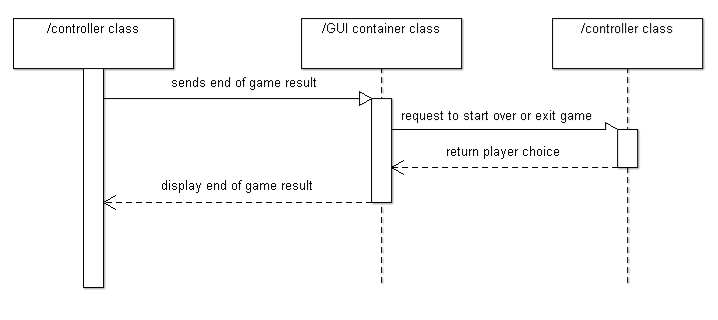 /controller class
/GUI container class
/controller class
sends end of game result
request to start over or exit game
return player choice
display end of game result